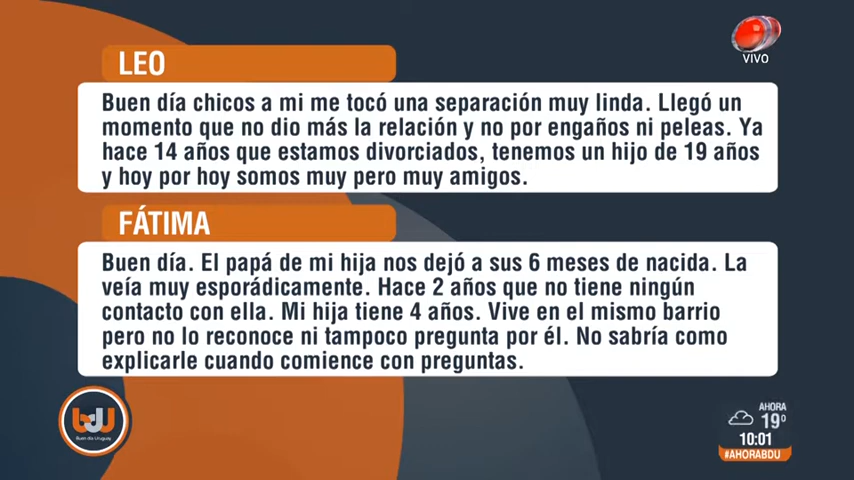 VIVO
LEO
Buen día chicos a mi me tocó una separación muy linda. Llegó un
momento que no dio más la relación y no por engaños ni peleas. Ya
hace 14 años que estamos divorciados, tenemos un hijo de 19 años
y hoy por hoy somos muy pero muy amigos.
FÁTIMA
Buen día. El papá de mi hija nos dejó a sus 6 meses de nacida. La
veía muy esporádicamente. Hace 2 años que no tiene ningún
contacto con ella. Mi hija tiene 4 años. Vive en el mismo barrio
pero no lo reconoce ni tampoco pregunta por él. No sabría como
explicarle cuando comience con preguntas.
bdU
Buen día Uruguay
AHORA
19º
10:01
#AHORABDU